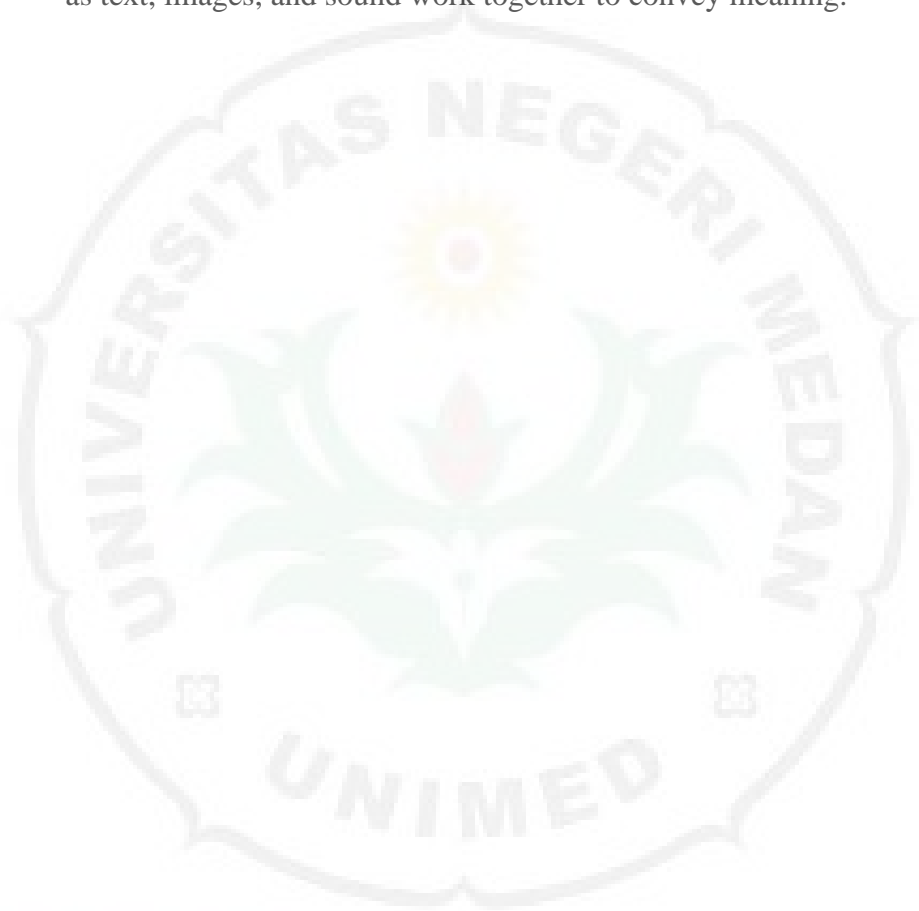 as text, images, and sound work together to convey meaning.
UNIVERSITAS NEGERI MEDAN
UNIMED